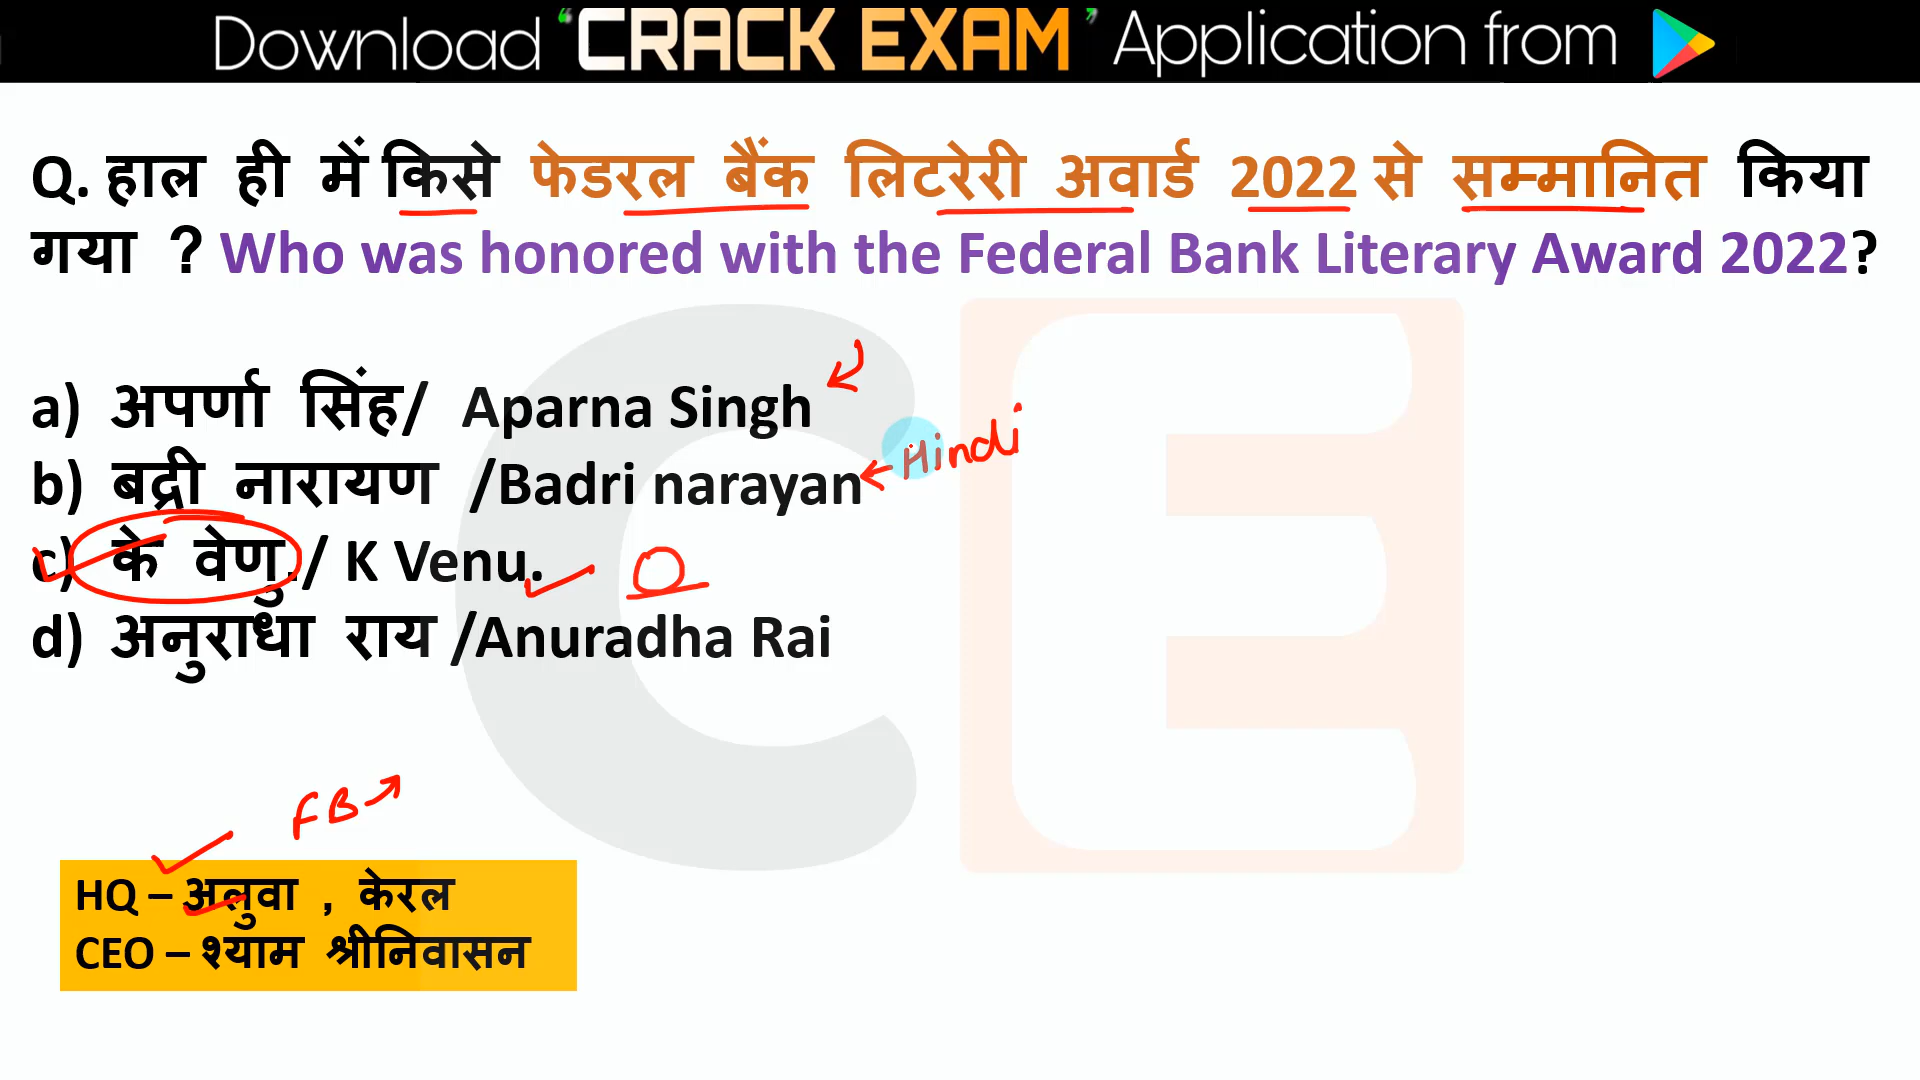 Download ‘CRACK EXAM’ Application from
Q. हाल ही में किसे फेडरल बैंक लिटरेरी अवार्ड 2022 से सम्मानित किया
गया ? Who was honored with the Federal Bank Literary Award 2022?
a) अपर्णा सिंह/ Aparna Singh
b) बद्री नारायण /Badri narayan
Hindi
c) के वेणु./ K Venu.
d) अनुराधा राय /Anuradha Rai
FB
HQ – अलुवा , केरल
CEO – श्याम श्रीनिवासन
CE